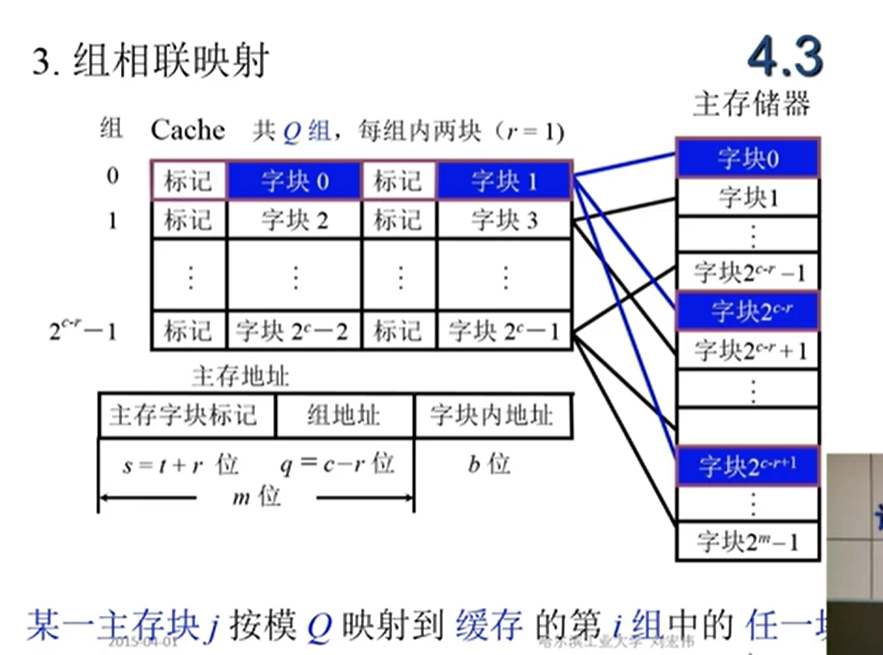 3. 组相联映射
4.3
主存储器
组 Cache 共 Q 组，每组内两块（r = 1）
0 标记 字块 0 标记 字块 1
1 标记 字块 2 标记 字块 3
⋮ ⋮ ⋮ ⋮
2^{c-r}－1 标记 字块 2^c－2 标记 字块 2^c－1
字块0
字块1
⋮
字块2^{c-r} −1
字块2^{c-r}
字块2^{c-r} + 1
⋮
字块2^{c-r+1}
⋮
字块2^m−1
主存地址
主存字块标记 组地址 字块内地址
s = t + r 位 q = c−r 位 b 位
m 位
某一主存块 j 按模 Q 映射到 缓存 的第 i 组中的 任一
2015-04-01 哈尔滨工业大学 刘宏伟